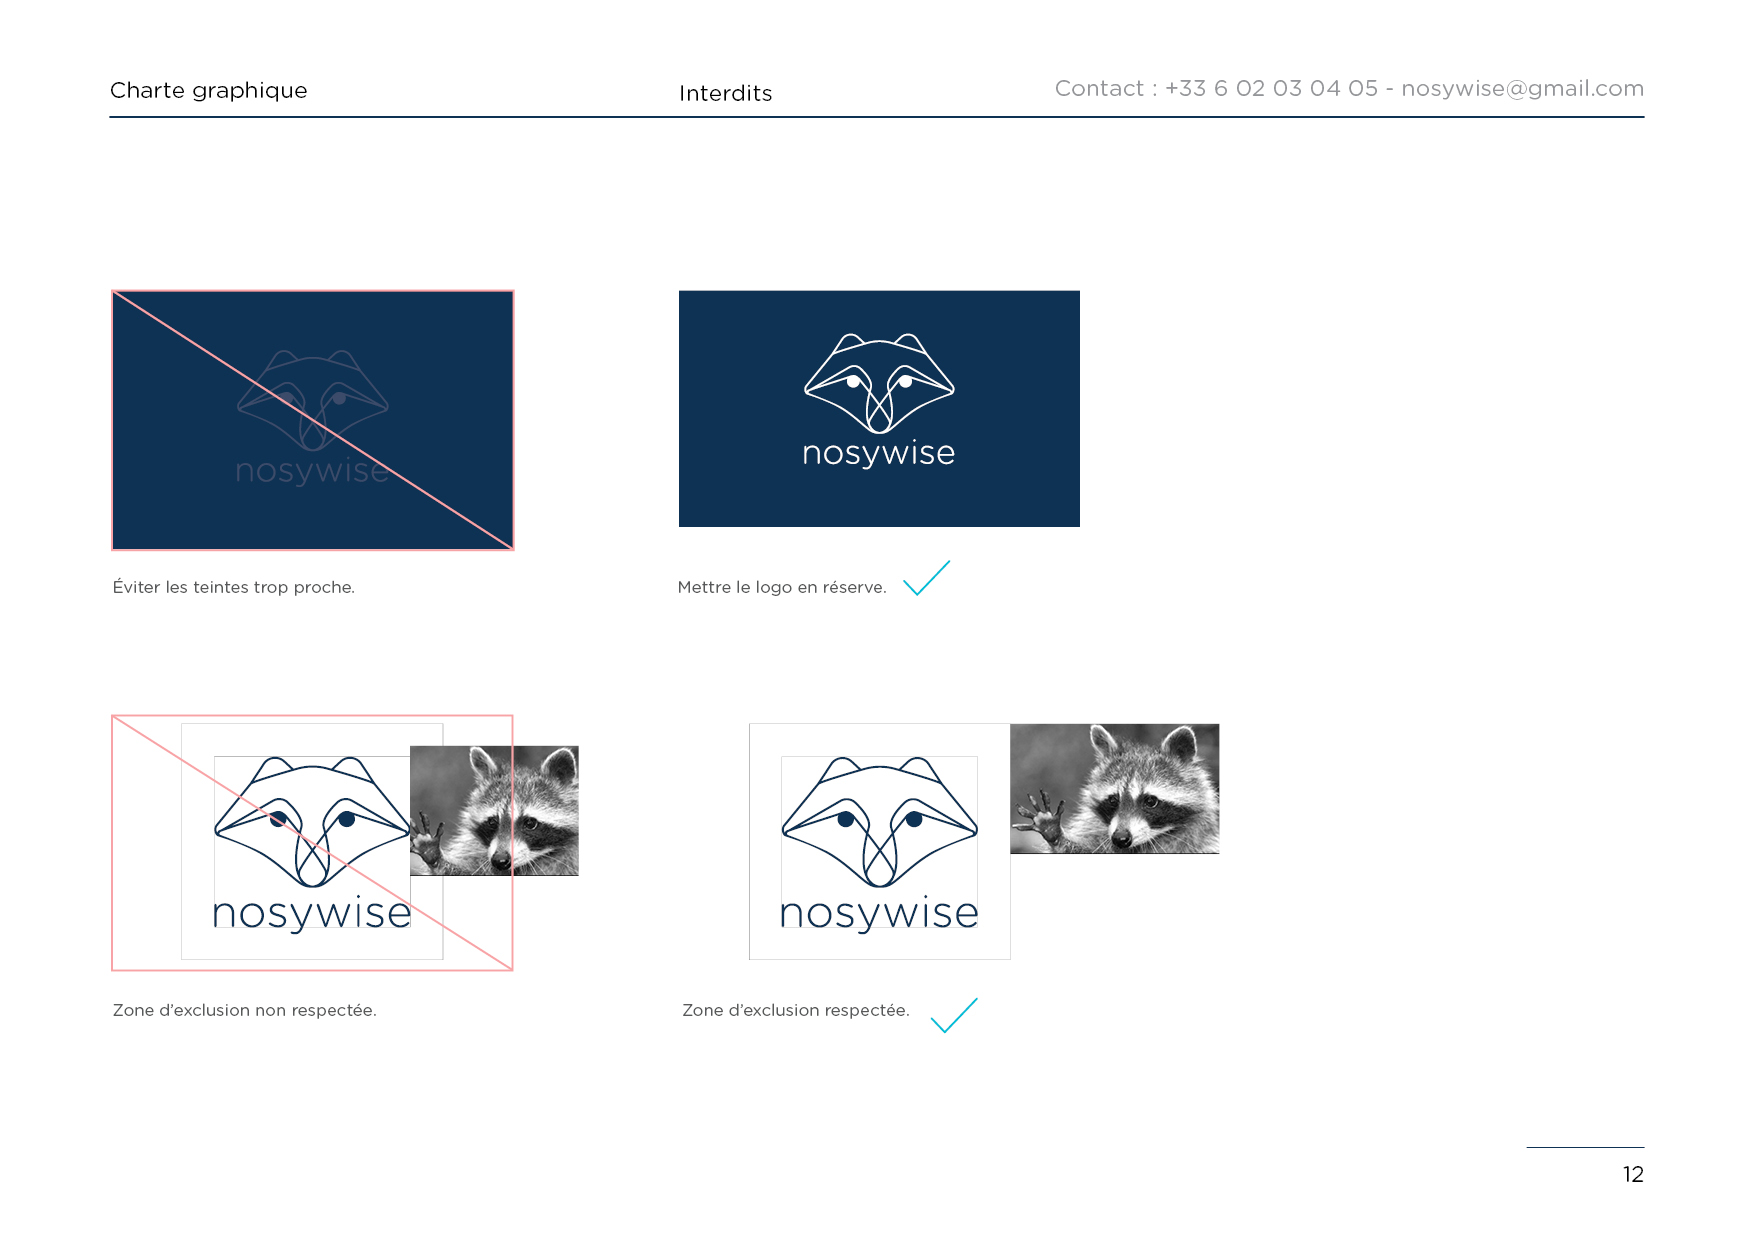 Charte graphique
Interdits
Contact : +33 6 02 03 04 05 - nosywise@gmail.com
nosywise
nosywise
Éviter les teintes trop proche.
Mettre le logo en réserve.
nosywise
nosywise
Zone d'exclusion non respectée.
Zone d'exclusion respectée.
12